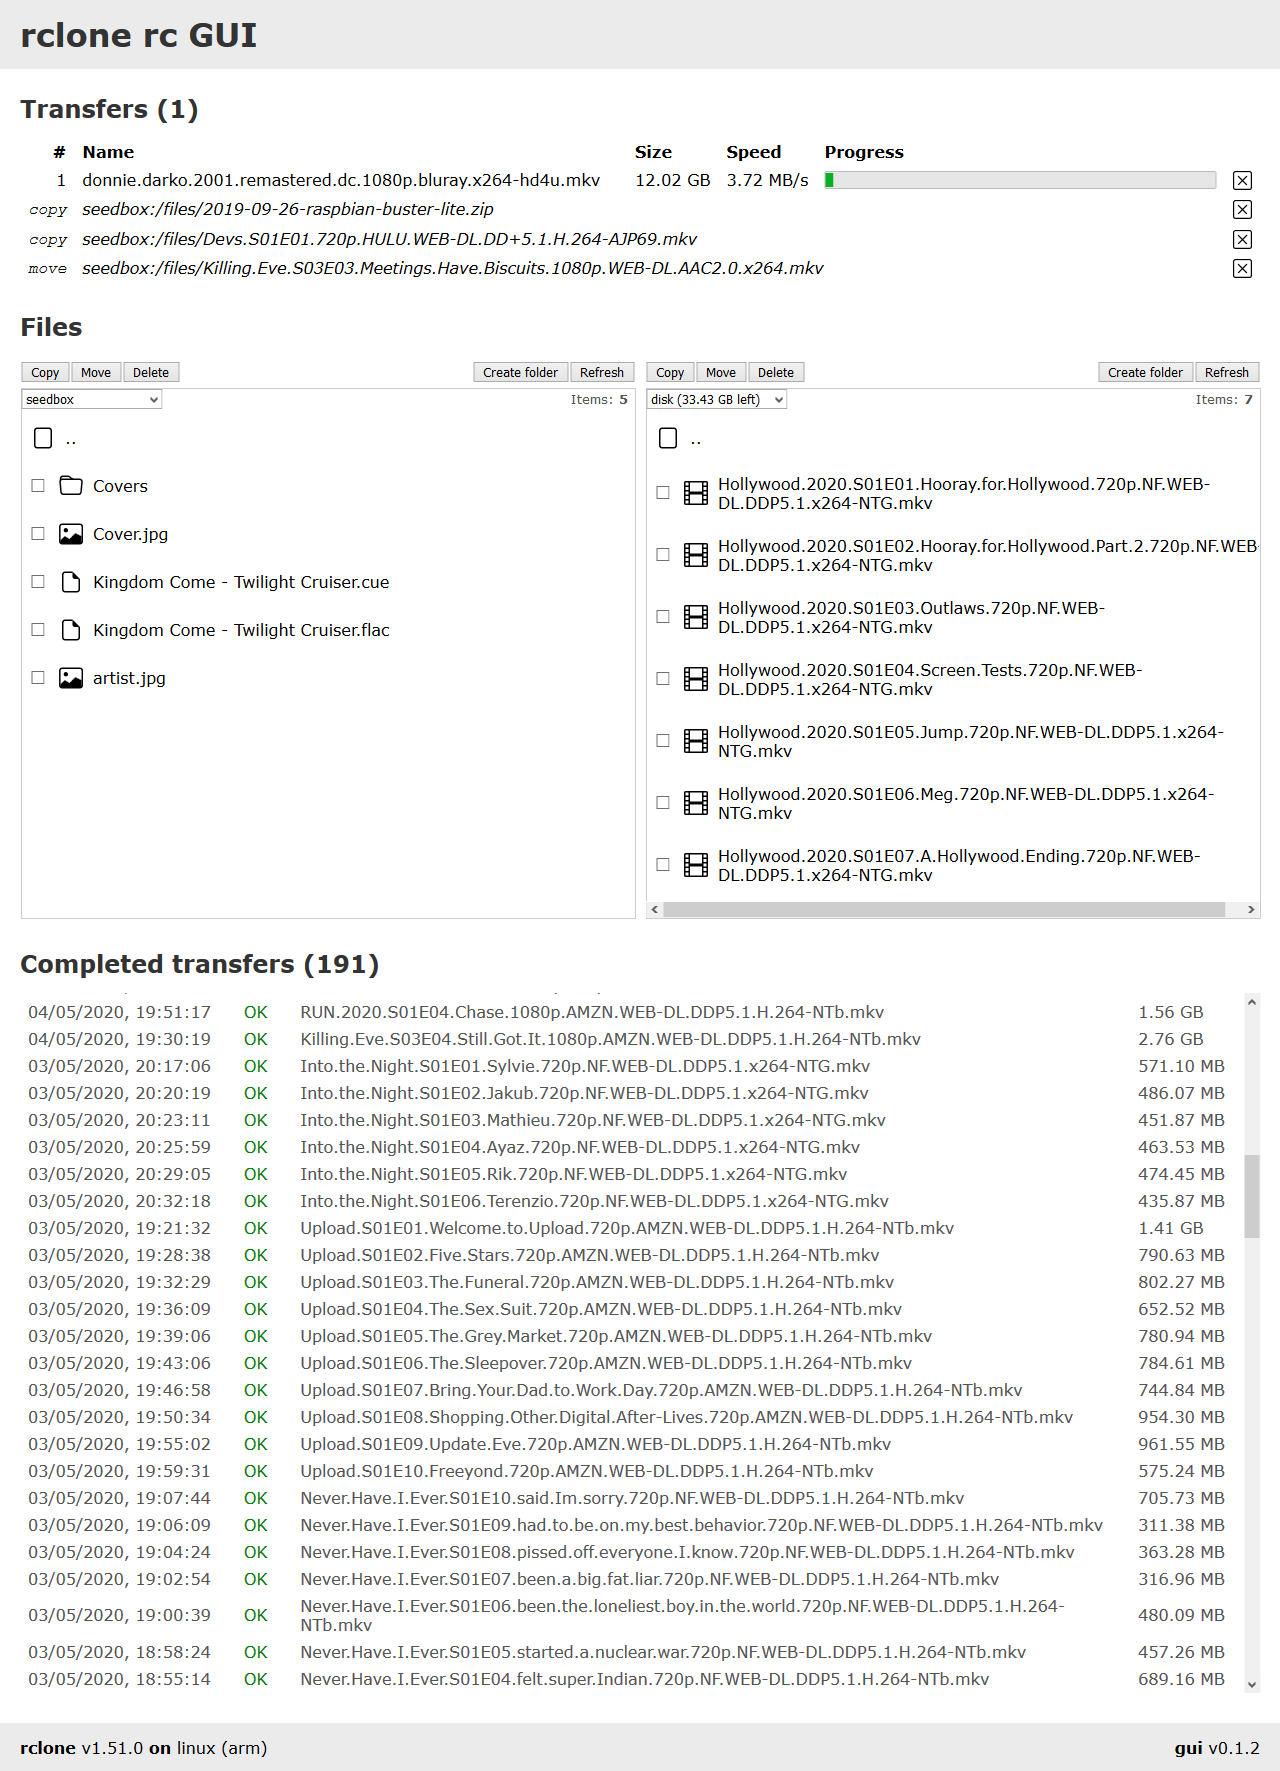 rclone rc GUI
Transfers (1)
# Name Size Speed Progress
1 donnie.darko.2001.remastered.dc.1080p.bluray.x264-hd4u.mkv 12.02 GB 3.72 MB/s
copy seedbox:/files/2019-09-26-raspbian-buster-lite.zip
copy seedbox:/files/Devs.S01E01.720p.HULU.WEB-DL.DD+5.1.H.264-AJP69.mkv
move seedbox:/files/Killing.Eve.S03E03.Meetings.Have.Biscuits.1080p.WEB-DL.AAC2.0.x264.mkv
Files
Copy Move Delete Create folder Refresh
seedbox Items: 5
..
Covers
Cover.jpg
Kingdom Come - Twilight Cruiser.cue
Kingdom Come - Twilight Cruiser.flac
artist.jpg
Copy Move Delete Create folder Refresh
disk (33.43 GB left) Items: 7
..
Hollywood.2020.S01E01.Hooray.for.Hollywood.720p.NF.WEB-
DL.DDP5.1.x264-NTG.mkv
Hollywood.2020.S01E02.Hooray.for.Hollywood.Part.2.720p.NF.WEB-
DL.DDP5.1.x264-NTG.mkv
Hollywood.2020.S01E03.Outlaws.720p.NF.WEB-
DL.DDP5.1.x264-NTG.mkv
Hollywood.2020.S01E04.Screen.Tests.720p.NF.WEB-
DL.DDP5.1.x264-NTG.mkv
Hollywood.2020.S01E05.Jump.720p.NF.WEB-DL.DDP5.1.x264-
NTG.mkv
Hollywood.2020.S01E06.Meg.720p.NF.WEB-DL.DDP5.1.x264-
NTG.mkv
Hollywood.2020.S01E07.A.Hollywood.Ending.720p.NF.WEB-
DL.DDP5.1.x264-NTG.mkv
Completed transfers (191)
04/05/2020, 19:51:17 OK RUN.2020.S01E04.Chase.1080p.AMZN.WEB-DL.DDP5.1.H.264-NTb.mkv 1.56 GB
04/05/2020, 19:30:19 OK Killing.Eve.S03E04.Still.Got.It.1080p.AMZN.WEB-DL.DDP5.1.H.264-NTb.mkv 2.76 GB
03/05/2020, 20:17:06 OK Into.the.Night.S01E01.Sylvie.720p.NF.WEB-DL.DDP5.1.x264-NTG.mkv 571.10 MB
03/05/2020, 20:20:19 OK Into.the.Night.S01E02.Jakub.720p.NF.WEB-DL.DDP5.1.x264-NTG.mkv 486.07 MB
03/05/2020, 20:23:11 OK Into.the.Night.S01E03.Mathieu.720p.NF.WEB-DL.DDP5.1.x264-NTG.mkv 451.87 MB
03/05/2020, 20:25:59 OK Into.the.Night.S01E04.Ayaz.720p.NF.WEB-DL.DDP5.1.x264-NTG.mkv 463.53 MB
03/05/2020, 20:29:05 OK Into.the.Night.S01E05.Rik.720p.NF.WEB-DL.DDP5.1.x264-NTG.mkv 474.45 MB
03/05/2020, 20:32:18 OK Into.the.Night.S01E06.Terenzio.720p.NF.WEB-DL.DDP5.1.x264-NTG.mkv 435.87 MB
03/05/2020, 19:21:32 OK Upload.S01E01.Welcome.to.Upload.720p.AMZN.WEB-DL.DDP5.1.H.264-NTb.mkv 1.41 GB
03/05/2020, 19:28:38 OK Upload.S01E02.Five.Stars.720p.AMZN.WEB-DL.DDP5.1.H.264-NTb.mkv 790.63 MB
03/05/2020, 19:32:29 OK Upload.S01E03.The.Funeral.720p.AMZN.WEB-DL.DDP5.1.H.264-NTb.mkv 802.27 MB
03/05/2020, 19:36:09 OK Upload.S01E04.The.Sex.Suit.720p.AMZN.WEB-DL.DDP5.1.H.264-NTb.mkv 652.52 MB
03/05/2020, 19:39:06 OK Upload.S01E05.The.Grey.Market.720p.AMZN.WEB-DL.DDP5.1.H.264-NTb.mkv 780.94 MB
03/05/2020, 19:43:06 OK Upload.S01E06.The.Sleepover.720p.AMZN.WEB-DL.DDP5.1.H.264-NTb.mkv 784.61 MB
03/05/2020, 19:46:58 OK Upload.S01E07.Bring.Your.Dad.to.Work.Day.720p.AMZN.WEB-DL.DDP5.1.H.264-NTb.mkv 744.84 MB
03/05/2020, 19:50:34 OK Upload.S01E08.Shopping.Other.Digital.After-Lives.720p.AMZN.WEB-DL.DDP5.1.H.264-NTb.mkv 954.30 MB
03/05/2020, 19:55:02 OK Upload.S01E09.Update.Eve.720p.AMZN.WEB-DL.DDP5.1.H.264-NTb.mkv 961.55 MB
03/05/2020, 19:59:31 OK Upload.S01E10.Freeyond.720p.AMZN.WEB-DL.DDP5.1.H.264-NTb.mkv 575.24 MB
03/05/2020, 19:07:44 OK Never.Have.I.Ever.S01E10.said.Im.sorry.720p.NF.WEB-DL.DDP5.1.H.264-NTb.mkv 705.73 MB
03/05/2020, 19:06:09 OK Never.Have.I.Ever.S01E09.had.to.be.on.my.best.behavior.720p.NF.WEB-DL.DDP5.1.H.264-NTb.mkv 311.38 MB
03/05/2020, 19:04:24 OK Never.Have.I.Ever.S01E08.pissed.off.everyone.I.know.720p.NF.WEB-DL.DDP5.1.H.264-NTb.mkv 363.28 MB
03/05/2020, 19:02:54 OK Never.Have.I.Ever.S01E07.been.a.big.fat.liar.720p.NF.WEB-DL.DDP5.1.H.264-NTb.mkv 316.96 MB
03/05/2020, 19:00:39 OK Never.Have.I.Ever.S01E06.been.the.loneliest.boy.in.the.world.720p.NF.WEB-DL.DDP5.1.H.264-
NTb.mkv 480.09 MB
03/05/2020, 18:58:24 OK Never.Have.I.Ever.S01E05.started.a.nuclear.war.720p.NF.WEB-DL.DDP5.1.H.264-NTb.mkv 457.26 MB
03/05/2020, 18:55:14 OK Never.Have.I.Ever.S01E04.felt.super.Indian.720p.NF.WEB-DL.DDP5.1.H.264-NTb.mkv 689.16 MB
rclone v1.51.0 on linux (arm) gui v0.1.2